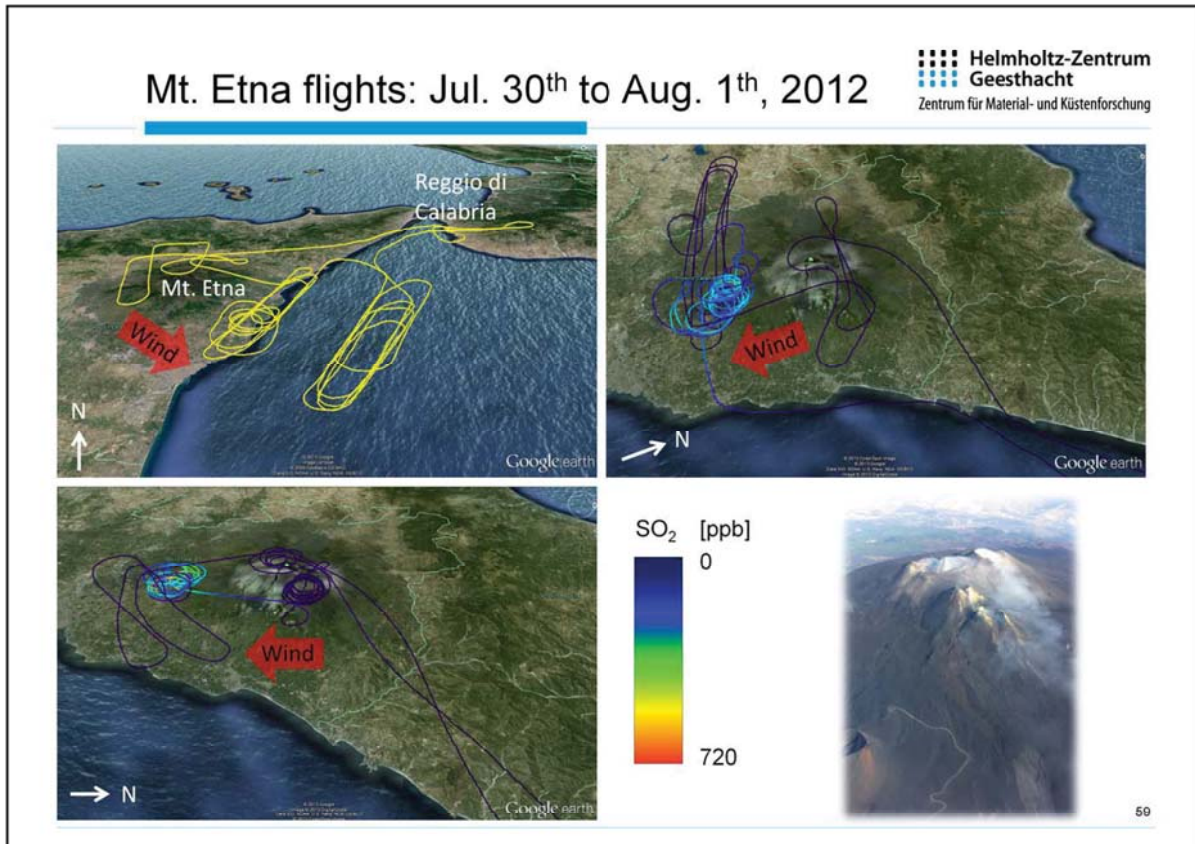 Mt. Etna flights: Jul. 30th to Aug. 1th, 2012
Helmholtz-Zentrum
Geesthacht
Zentrum für Material- und Küstenforschung
Reggio di
Calabria
Mt. Etna
Wind
N
Google earth
Wind
N
Google earth
Wind
N
Google earth
SO2 [ppb]
0
720
59